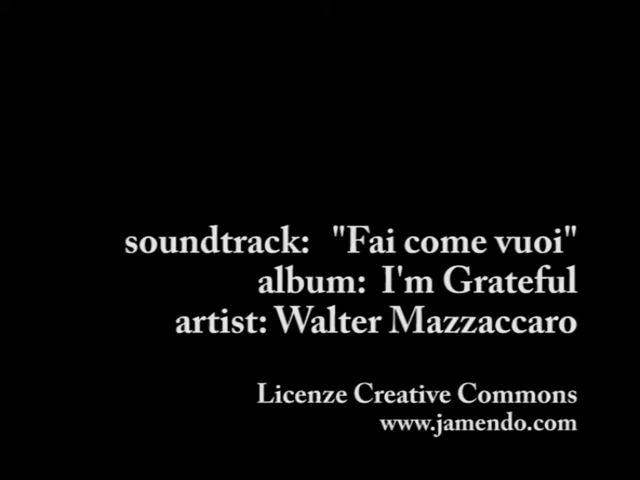 soundtrack: "Fai come vuoi"
album: I'm Grateful
artist: Walter Mazzaccaro
Licenze Creative Commons
www.jamendo.com